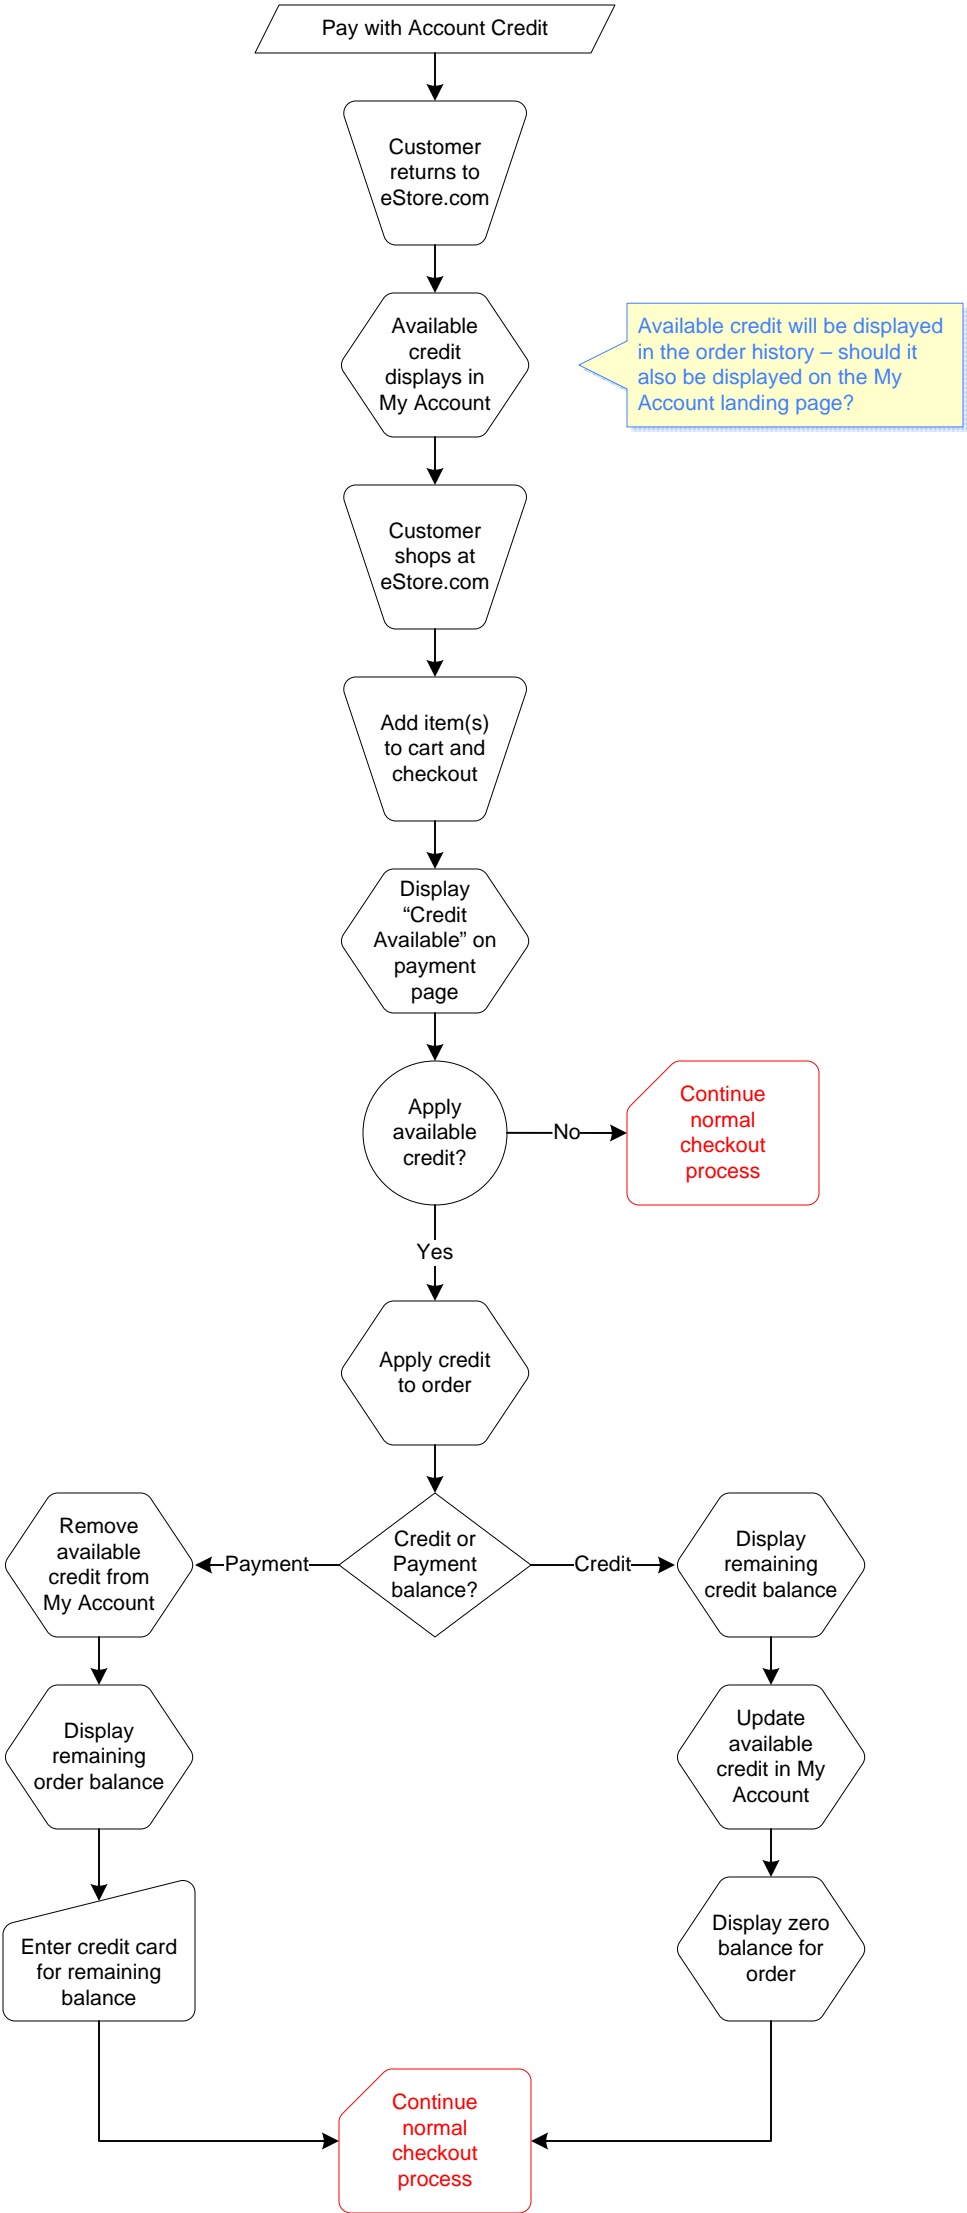 Pay with Account Credit
Customer
returns to
eStore.com
Available
credit
displays in
My Account
Available credit will be displayed
in the order history – should it
also be displayed on the My
Account landing page?
Customer
shops at
eStore.com
Add item(s)
to cart and
checkout
Display
“Credit
Available” on
payment
page
Apply
available
credit?
No
Continue
normal
checkout
process
Yes
Apply credit
to order
Credit or
Payment
balance?
Payment
Remove
available
credit from
My Account
Display
remaining
order balance
Enter credit card
for remaining
balance
Credit
Display
remaining
credit balance
Update
available
credit in My
Account
Display zero
balance for
order
Continue
normal
checkout
process